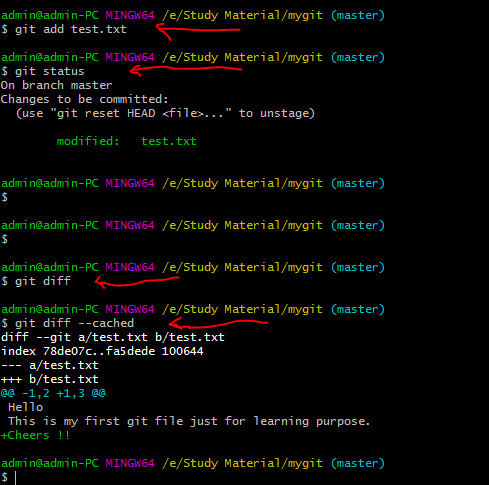 admin@admin-PC MINGW64 /e/Study Material/mygit (master)
$ git add test.txt
admin@admin-PC MINGW64 /e/Study Material/mygit (master)
$ git status
On branch master
Changes to be committed:
  (use "git reset HEAD <file>..." to unstage)
        modified:   test.txt
admin@admin-PC MINGW64 /e/Study Material/mygit (master)
$
admin@admin-PC MINGW64 /e/Study Material/mygit (master)
$
admin@admin-PC MINGW64 /e/Study Material/mygit (master)
$ git diff
admin@admin-PC MINGW64 /e/Study Material/mygit (master)
$ git diff --cached
diff --git a/test.txt b/test.txt
index 78de07c..fa5dede 100644
--- a/test.txt
+++ b/test.txt
@@ -1,2 +1,3 @@
 Hello
 This is my first git file just for learning purpose.
+Cheers !!
admin@admin-PC MINGW64 /e/Study Material/mygit (master)
$